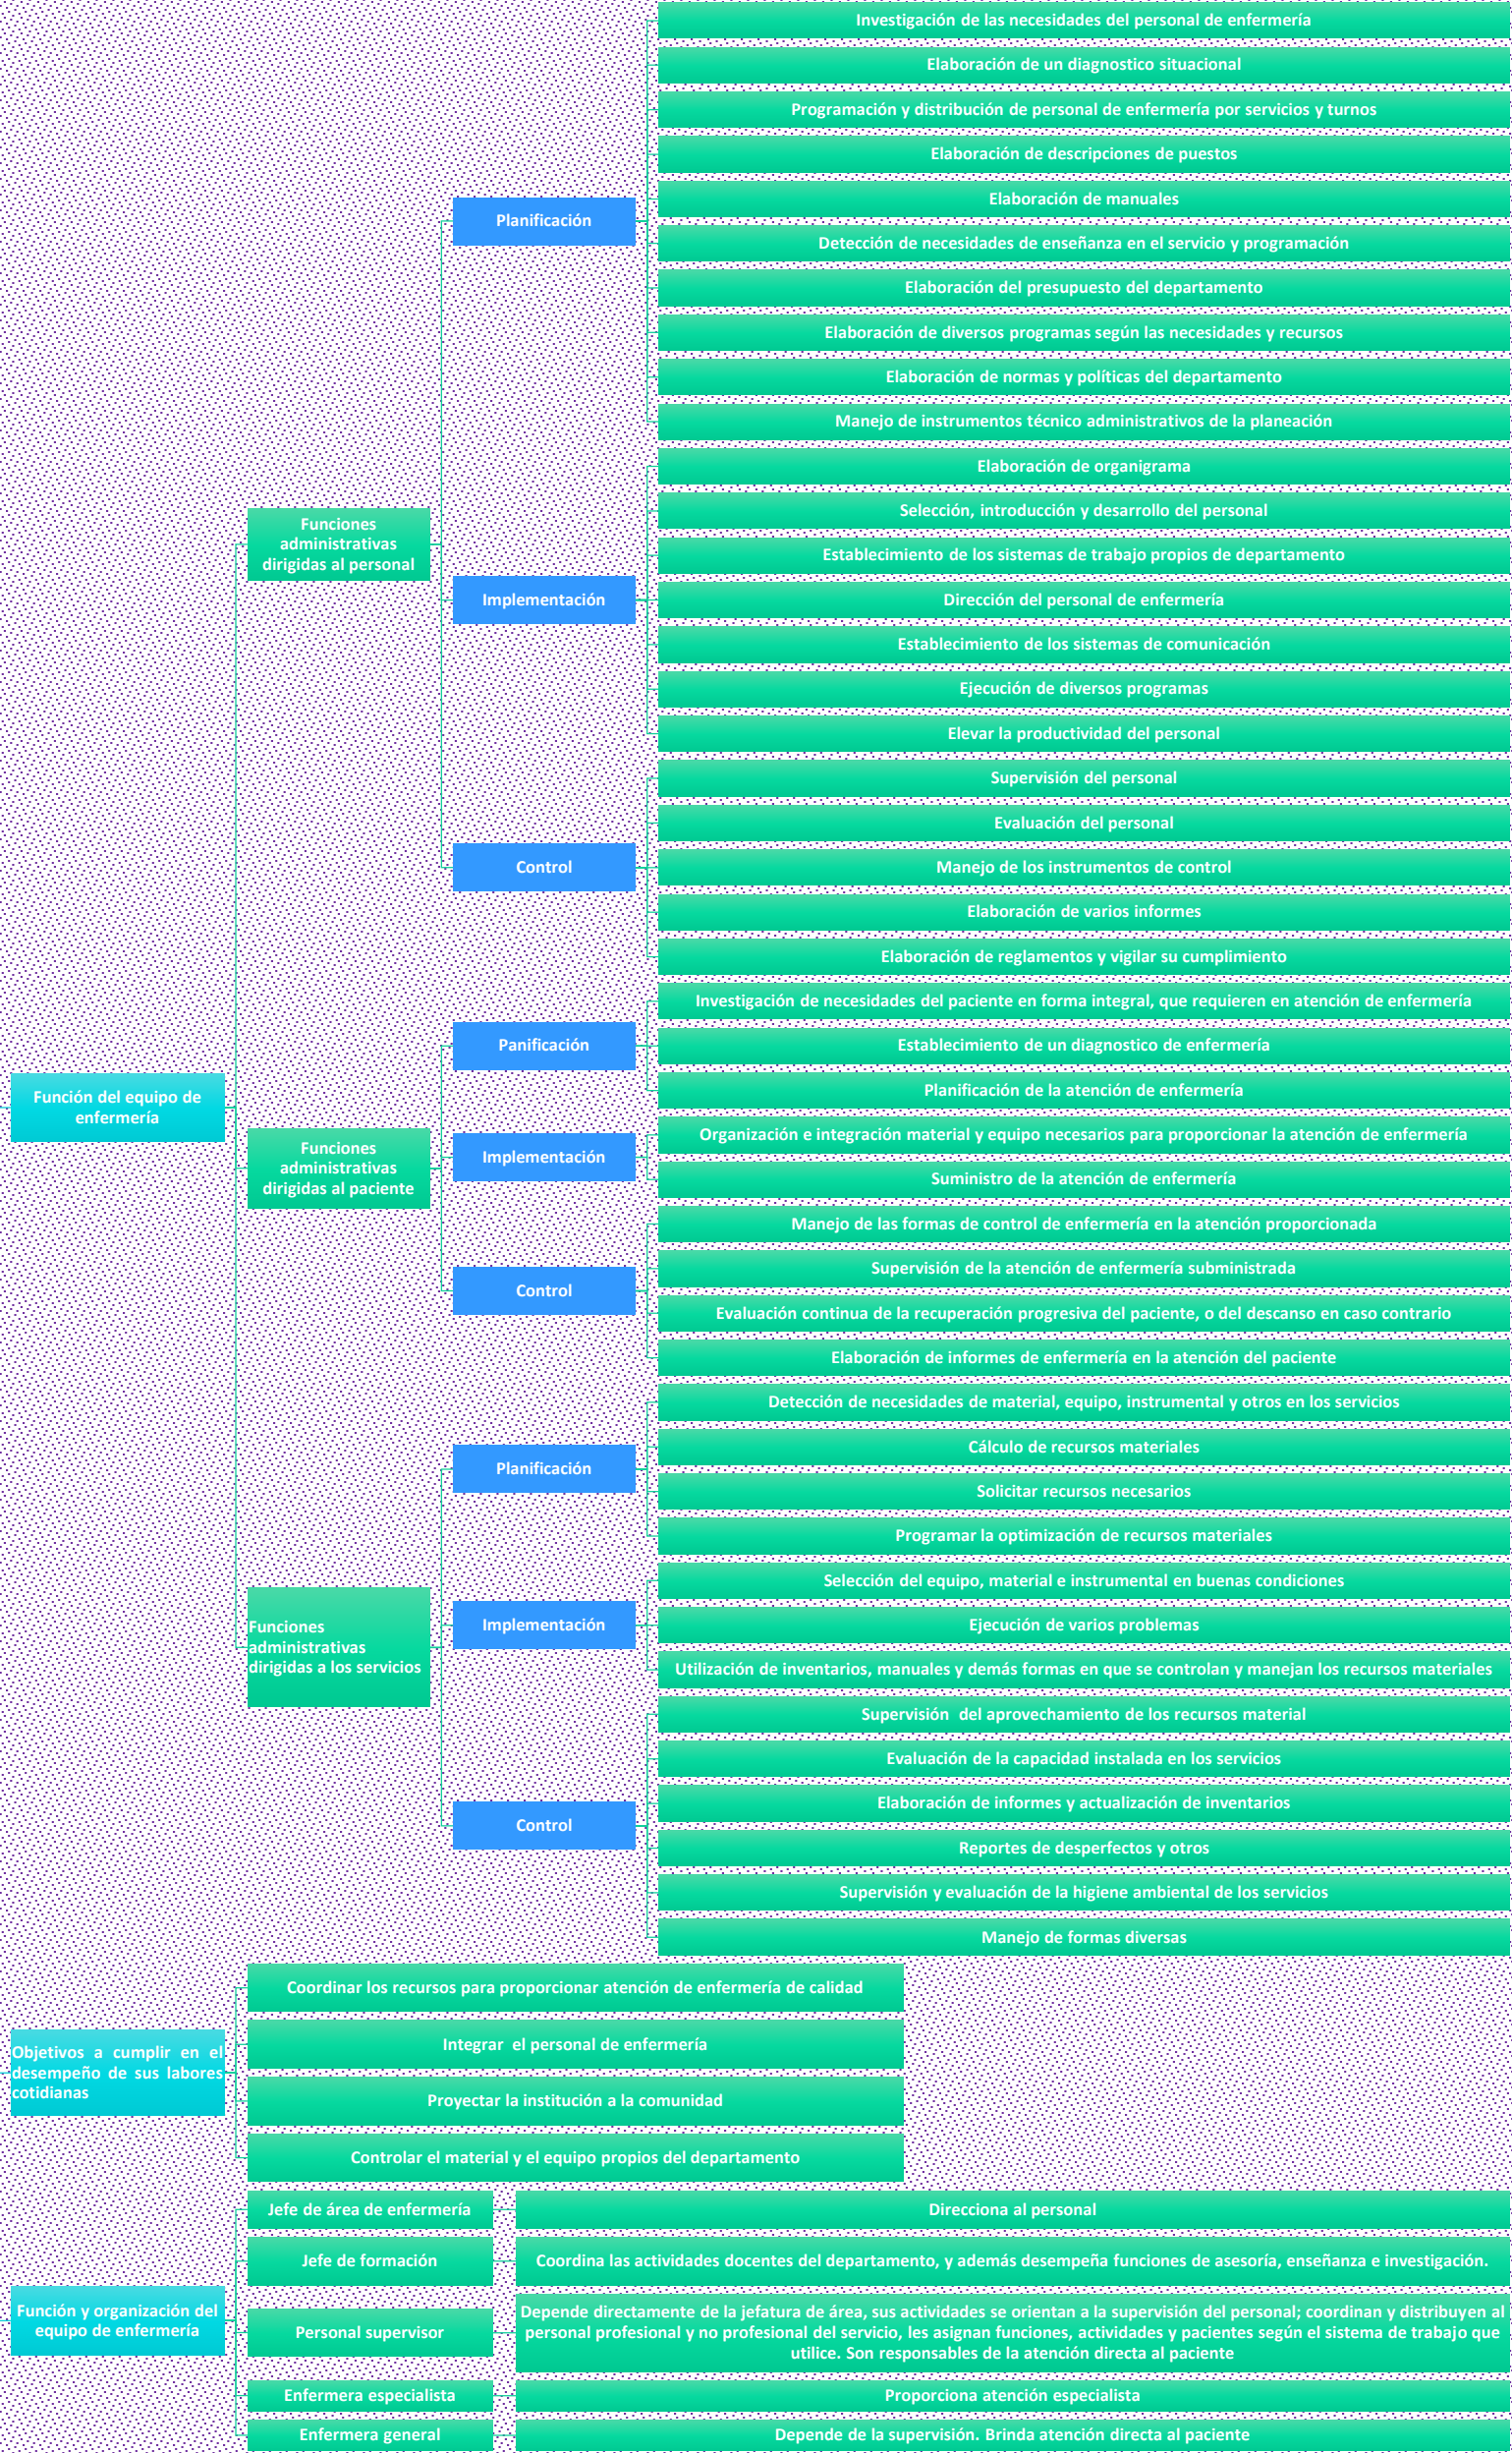 Función del equipo de
enfermería
Funciones
administrativas
dirigidas al personal
Planificación
Investigación de las necesidades del personal de enfermería
Elaboración de un diagnostico situacional
Programación y distribución de personal de enfermería por servicios y turnos
Elaboración de descripciones de puestos
Elaboración de manuales
Detección de necesidades de enseñanza en el servicio y programación
Elaboración del presupuesto del departamento
Elaboración de diversos programas según las necesidades y recursos
Elaboración de normas y políticas del departamento
Manejo de instrumentos técnico administrativos de la planeación
Implementación
Elaboración de organigrama
Selección, introducción y desarrollo del personal
Establecimiento de los sistemas de trabajo propios de departamento
Dirección del personal de enfermería
Establecimiento de los sistemas de comunicación
Ejecución de diversos programas
Elevar la productividad del personal
Control
Supervisión del personal
Evaluación del personal
Manejo de los instrumentos de control
Elaboración de varios informes
Elaboración de reglamentos y vigilar su cumplimiento
Funciones
administrativas
dirigidas al paciente
Panificación
Investigación de necesidades del paciente en forma integral, que requieren en atención de enfermería
Establecimiento de un diagnostico de enfermería
Planificación de la atención de enfermería
Implementación
Organización e integración material y equipo necesarios para proporcionar la atención de enfermería
Suministro de la atención de enfermería
Control
Manejo de las formas de control de enfermería en la atención proporcionada
Supervisión de la atención de enfermería subministrada
Evaluación continua de la recuperación progresiva del paciente, o del descanso en caso contrario
Elaboración de informes de enfermería en la atención del paciente
Funciones
administrativas
dirigidas a los servicios
Planificación
Detección de necesidades de material, equipo, instrumental y otros en los servicios
Cálculo de recursos materiales
Solicitar recursos necesarios
Programar la optimización de recursos materiales
Implementación
Selección del equipo, material e instrumental en buenas condiciones
Ejecución de varios problemas
Utilización de inventarios, manuales y demás formas en que se controlan y manejan los recursos materiales
Control
Supervisión del aprovechamiento de los recursos material
Evaluación de la capacidad instalada en los servicios
Elaboración de informes y actualización de inventarios
Reportes de desperfectos y otros
Supervisión y evaluación de la higiene ambiental de los servicios
Manejo de formas diversas
Objetivos a cumplir en el
desempeño de sus labores
cotidianas
Coordinar los recursos para proporcionar atención de enfermería de calidad
Integrar el personal de enfermería
Proyectar la institución a la comunidad
Controlar el material y el equipo propios del departamento
Función y organización del
equipo de enfermería
Jefe de área de enfermería
Direcciona al personal
Jefe de formación
Coordina las actividades docentes del departamento, y además desempeña funciones de asesoría, enseñanza e investigación.
Personal supervisor
Depende directamente de la jefatura de área, sus actividades se orientan a la supervisión del personal; coordinan y distribuyen al
personal profesional y no profesional del servicio, les asignan funciones, actividades y pacientes según el sistema de trabajo que
utilice. Son responsables de la atención directa al paciente
Enfermera especialista
Proporciona atención especialista
Enfermera general
Depende de la supervisión. Brinda atención directa al paciente